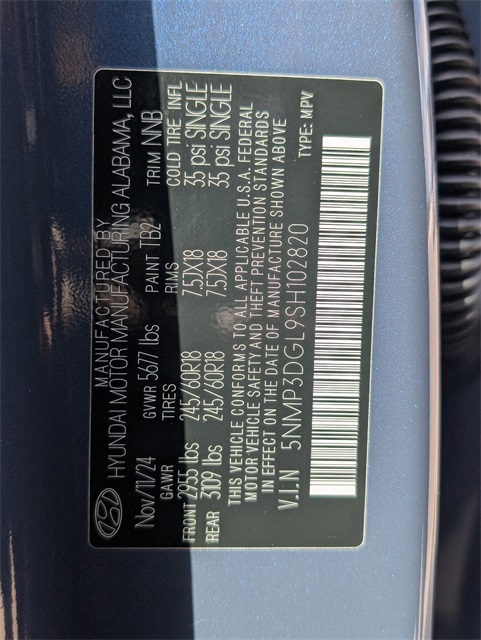 MANUFACTURED BY
HYUNDAI MOTOR MANUFACTURING ALABAMA, LLC
Nov/11/24 GVWR 5677 lbs PAINT TB2 TRIM NNB
GAWR TIRES RIMS COLD TIRE INFL
FRONT 2955 lbs 245/60R18 7.5JX18 35 psi SINGLE
REAR 3109 lbs 245/60R18 7.5JX18 35 psi SINGLE
THIS VEHICLE CONFORMS TO ALL APPLICABLE U.S.A. FEDERAL
MOTOR VEHICLE SAFETY AND THEFT PREVENTION STANDARDS IN
EFFECT ON THE DATE OF MANUFACTURE SHOWN ABOVE
V.I.N 5NMP3DGL9SH102820 TYPE: MPV